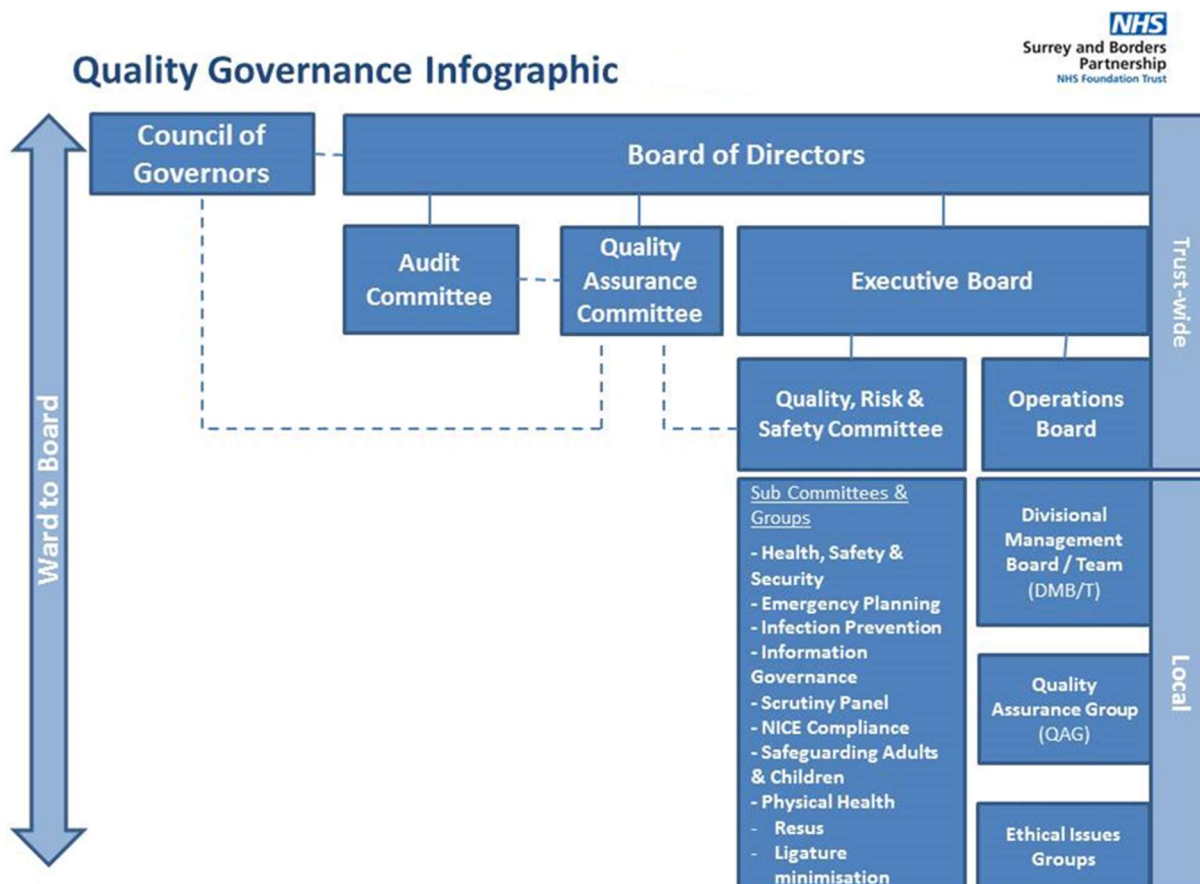 NHS
Surrey and Borders
Partnership
NHS Foundation Trust
Quality Governance Infographic
Ward to Board
Council of
Governors
Board of Directors
Trust-wide
Audit
Committee
Quality
Assurance
Committee
Executive Board
Quality, Risk &
Safety Committee
Operations
Board
Sub Committees &
Groups
- Health, Safety &
Security
- Emergency Planning
- Infection Prevention
- Information
Governance
- Scrutiny Panel
- NICE Compliance
- Safeguarding Adults
& Children
- Physical Health
- Resus
- Ligature
minimisation
Divisional
Management
Board / Team
(DMB/T)
Quality
Assurance Group
(QAG)
Ethical Issues
Groups
Local